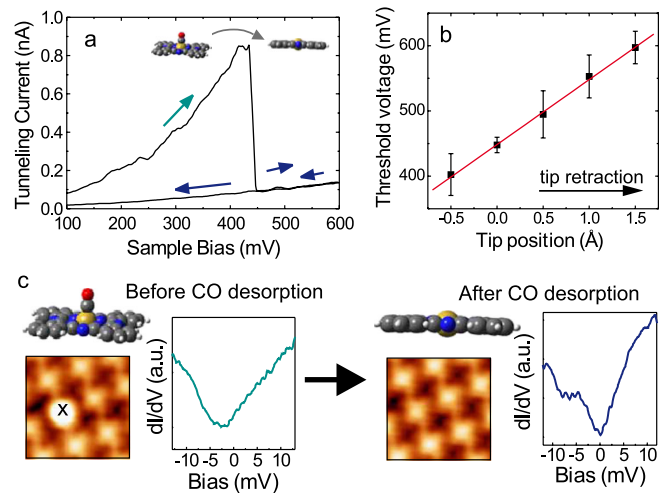 a
Tunneling Current (nA)
1.0
0.8
0.6
0.4
0.2
0.0
100 200 300 400 500 600
Sample Bias (mV)
b
Threshold voltage (mV)
600
500
400
tip retraction
-0.5 0.0 0.5 1.0 1.5
Tip position (Å)
c
Before CO desorption
x
dI/dV (a.u.)
-10 -5 0 5 10
Bias (mV)
After CO desorption
dI/dV (a.u.)
-10 -5 0 5 10
Bias (mV)